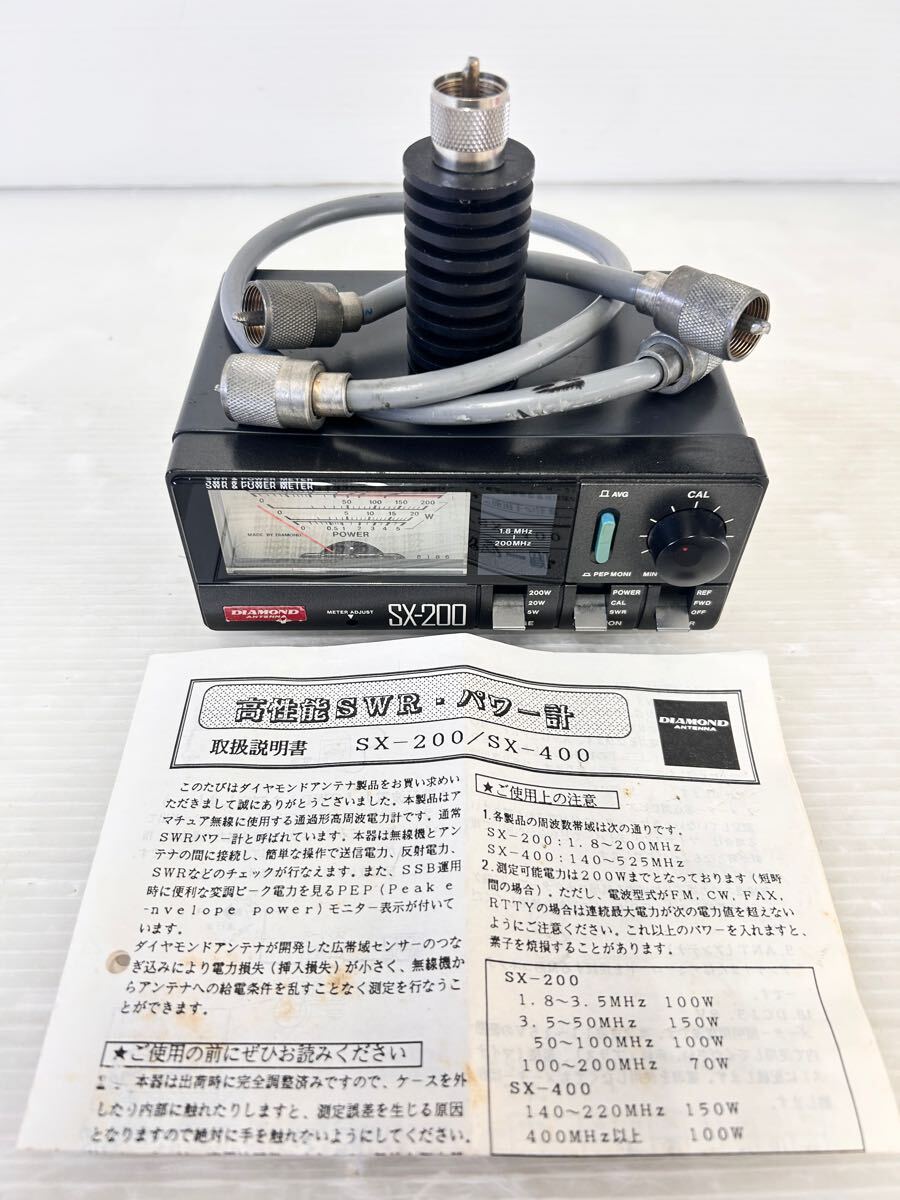 SWR & POWER METER
0 50 100 150 200
0 5 10 15 20 W
0 0.5 1 2 3 4 5
MADE BY DIAMOND
POWER
1.8 MHz
200MHz
AVG
PEP MONI
CAL
MIN
DIAMOND
ANTENNA
METER ADJUST
SX-200
200W
20W
5W
POWER
CAL
SWR
REF
FWD
OFF
高性能SWR・パワー計
取扱説明書 SX-200/SX-400
DIAMOND
ANTENNA
このたびはダイヤモンドアンテナ製品をお買い求めい
ただきまして誠にありがとうございました。本製品はア
マチュア無線に使用する通過形高周波電力計です。通常
SWRパワー計と呼ばれています。本器は無線機とアン
テナの間に接続し、簡単な操作で送信電力、反射電力、
SWRなどのチェックが行なえます。また、SSB運用
時に便利な変調ピーク電力を見るPEP(Peak e
-nvelope power)モニター表示が付いて
います。
ダイヤモンドアンテナが開発した広帯域センサーのつな
ぎ込みにより電力損失(挿入損失)が小さく、無線機か
らアンテナへの給電条件を乱すことなく測定を行なうこ
とができます。
★ご使用の前にぜひお読みください
1. 本器は出荷時に完全調整済みですので、ケースを外
したり内部に触れたりしますと、測定誤差を生じる原因
となりますので絶対に手を触れないようにしてください。
★ご使用上の注意
1.各製品の周波数帯域は次の通りです。
SX-200:1.8~200MHz
SX-400:140~525MHz
2.測定可能電力は200Wまでとなっております(短時
間の場合)。ただし、電波型式がFM,CW,FAX,
RTTYの場合は連続最大電力が次の電力値を超えない
ようにご注意ください。これ以上のパワーを入れますと、
素子を焼損することがあります。
SX-200
1.8~3.5MHz 100W
3.5~50MHz 150W
50~100MHz 100W
100~200MHz 70W
SX-400
140~220MHz 150W
400MHz以上 100W